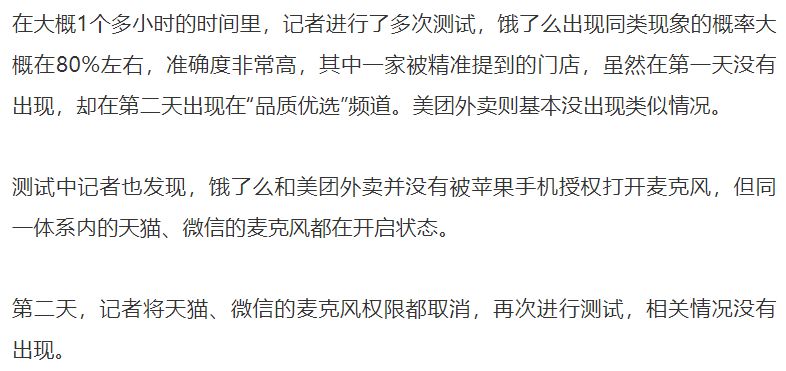 在大概1个多小时的时间里，记者进行了多次测试，饿了么出现同类现象的概率大
概在80%左右，准确度非常高，其中一家被精准提到的门店，虽然在第一天没有
出现，却在第二天出现在“品质优选”频道。美团外卖则基本没出现类似情况。
测试中记者也发现，饿了么和美团外卖并没有被苹果手机授权打开麦克风，但同
一体系内的天猫、微信的麦克风都在开启状态。
第二天，记者将天猫、微信的麦克风权限都取消，再次进行测试，相关情况没有
出现。